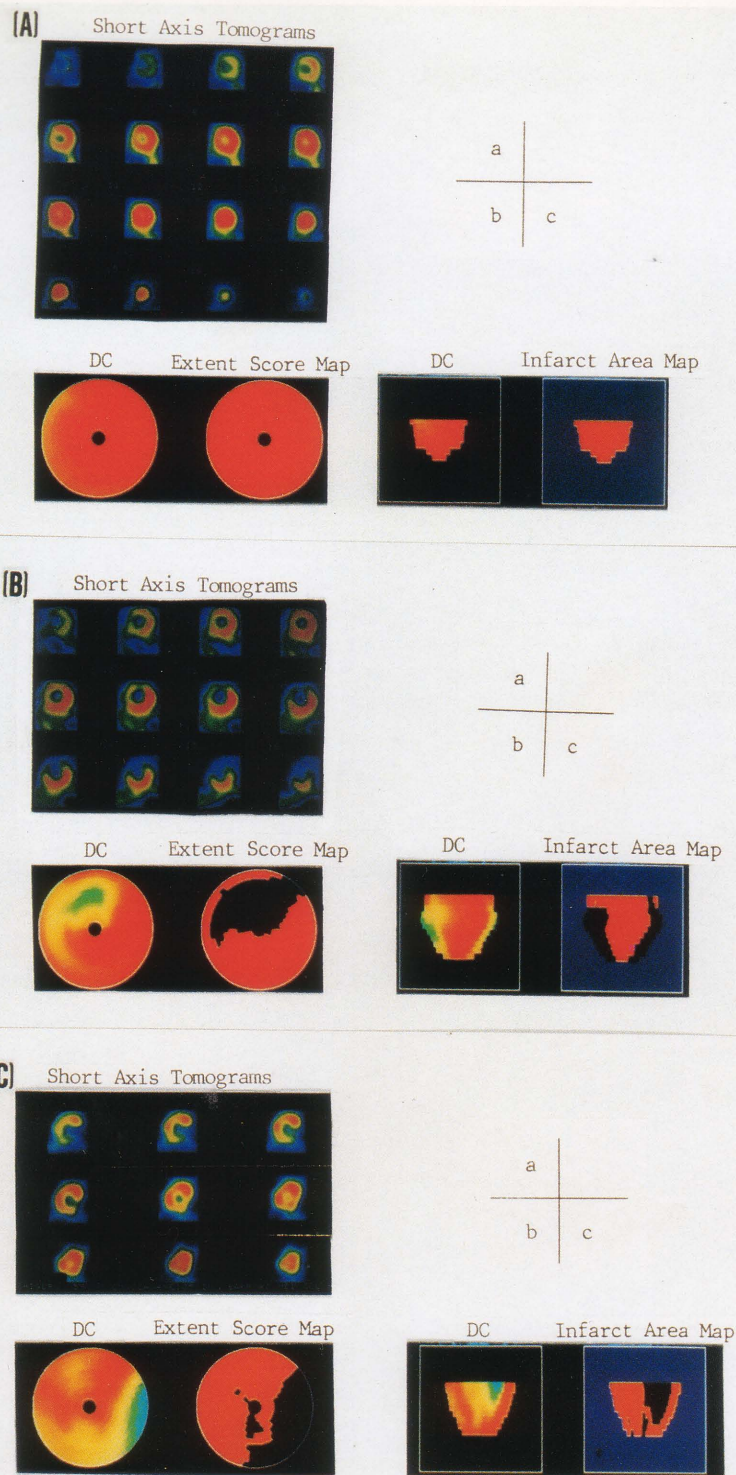 (A)
Short Axis Tomograms
a
b c
DC Extent Score Map DC Infarct Area Map
(B)
Short Axis Tomograms
a
b c
DC Extent Score Map DC Infarct Area Map
C)
Short Axis Tomograms
a
b c
DC Extent Score Map DC Infarct Area Map